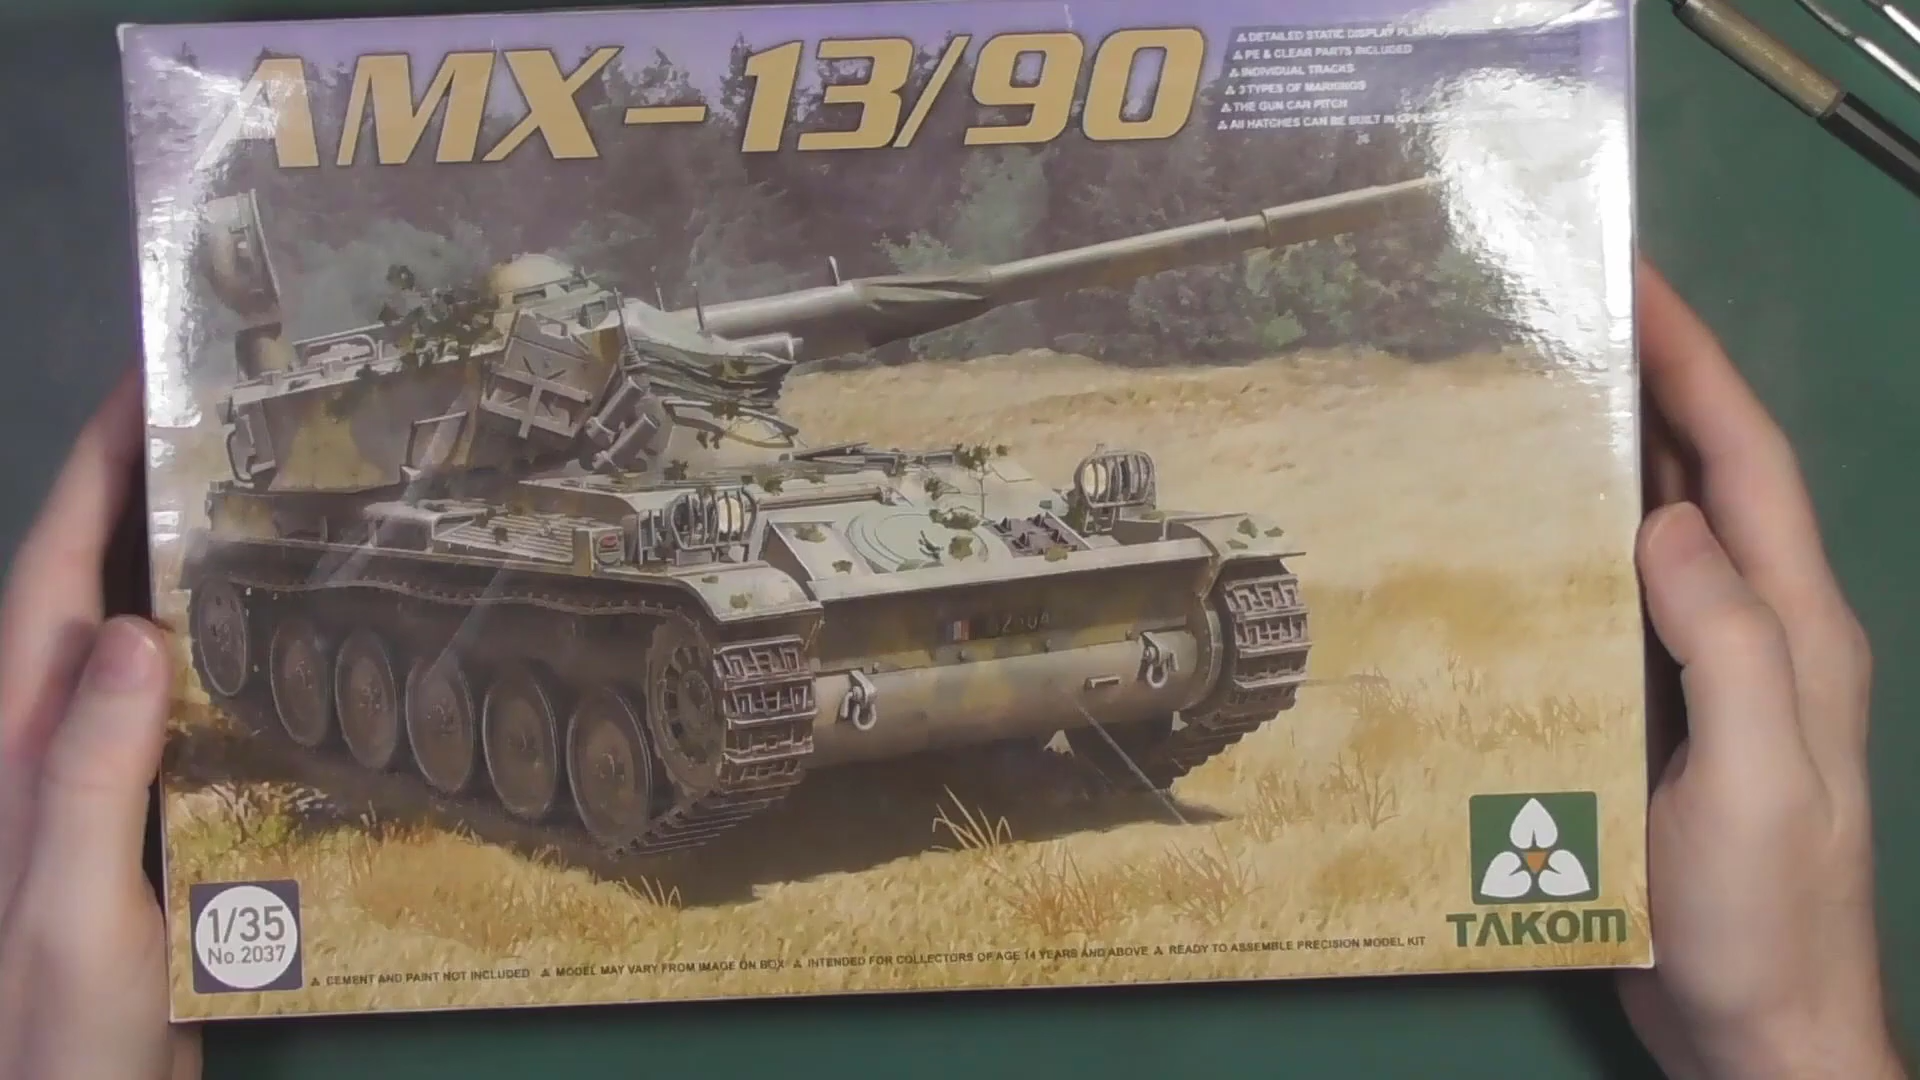 AMX-13/90
DETAILED STATIC DISPLAY
PE & CLEAR PARTS INCLUDED
INDIVIDUAL TRACKS
3 TYPES OF MARKINGS
THE GUN CAN PITCH
All HATCHES CAN BE BUILT IN
1/35
No.2037
TAKOM
CEMENT AND PAINT NOT INCLUDED MODEL MAY VARY FROM IMAGE ON BOX INTENDED FOR COLLECTORS OF AGE 14 YEARS AND ABOVE READY TO ASSEMBLE PRECISION MODEL KIT